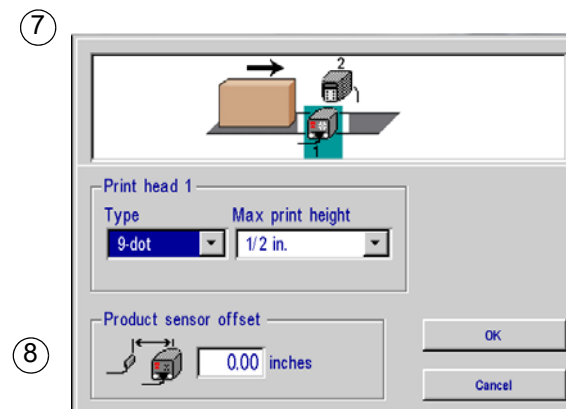 7
2
1
Print head 1
Type Max print height
9-dot 1/2 in.
Product sensor offset
8
0.00 inches
OK
Cancel